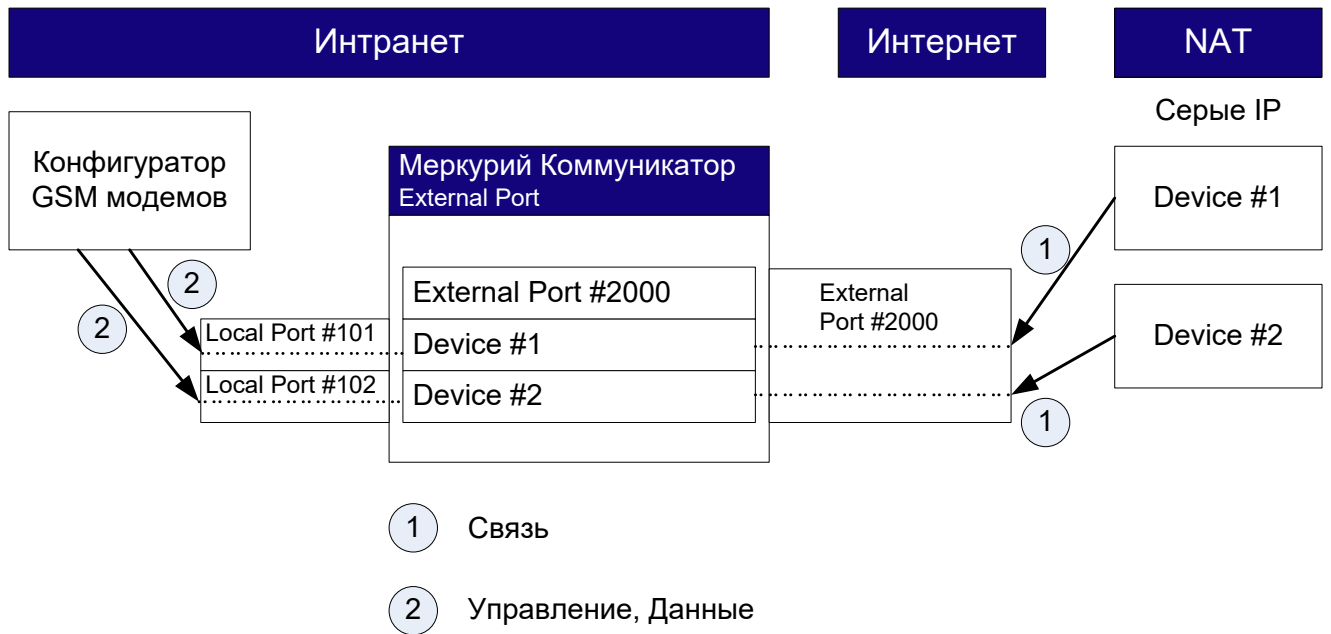 Интранет
Интернет
NAT
Серые IP
Конфигуратор
GSM модемов
Меркурий Коммуникатор
External Port
Device #1
1
2
External Port #2000
External
Port #2000
2
Local Port #101
Device #1
Device #2
Local Port #102
Device #2
1
1 Связь
2 Управление, Данные